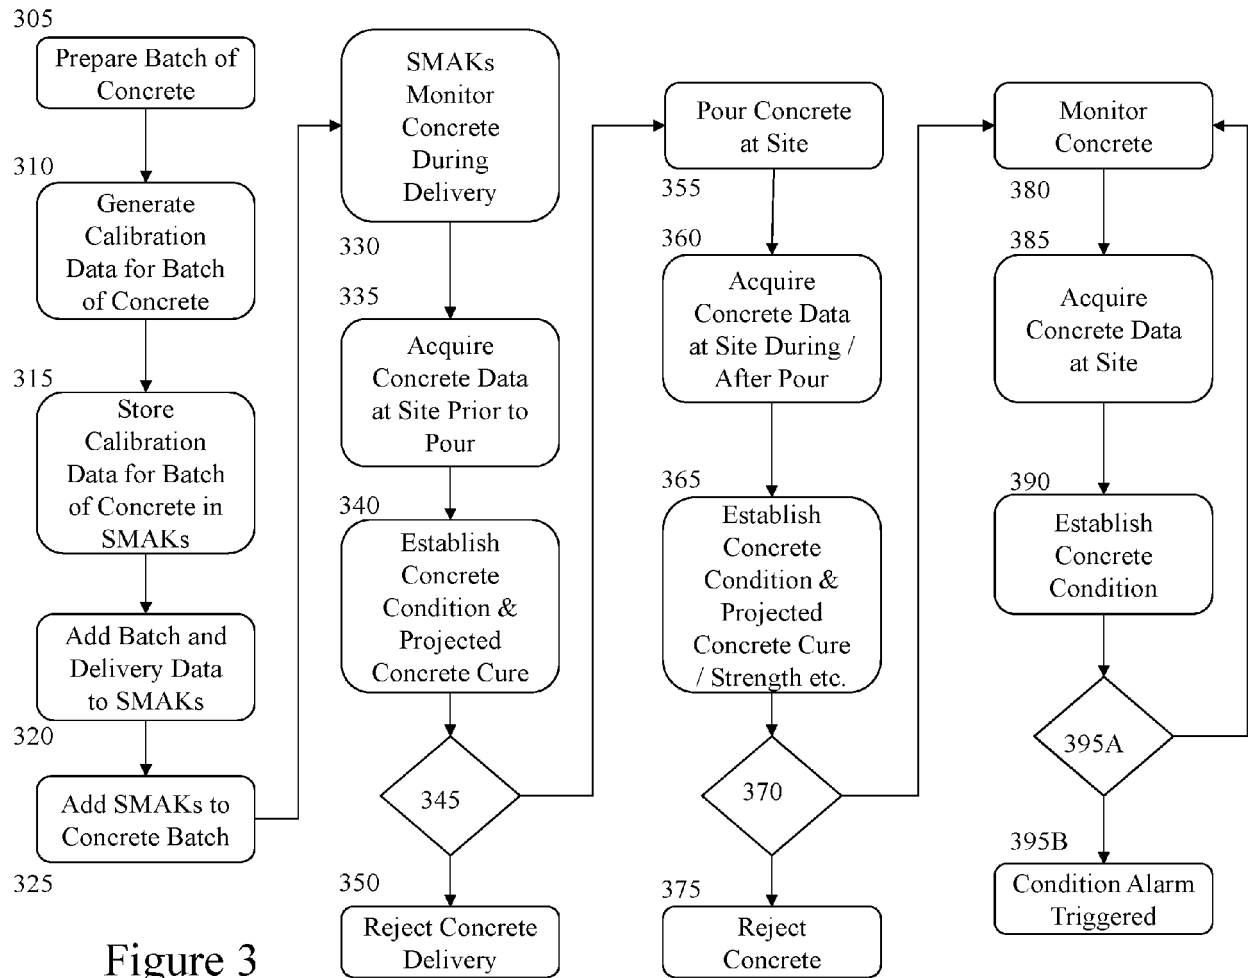 305
Prepare Batch of
Concrete
310
Generate
Calibration
Data for Batch
of Concrete
315
Store
Calibration
Data for Batch
of Concrete in
SMAKs
Add Batch and
Delivery Data
to SMAKs
320
Add SMAKs to
Concrete Batch
325
SMAKs
Monitor
Concrete
During
Delivery
330
335
Acquire
Concrete Data
at Site Prior to
Pour
340
Establish
Concrete
Condition &
Projected
Concrete Cure
345
350
Reject Concrete
Delivery
Pour Concrete
at Site
355
360
Acquire
Concrete Data
at Site During /
After Pour
365
Establish
Concrete
Condition &
Projected
Concrete Cure
/ Strength etc.
370
375
Reject
Concrete
Monitor
Concrete
380
385
Acquire
Concrete Data
at Site
390
Establish
Concrete
Condition
395A
395B
Condition Alarm
Triggered
Figure 3